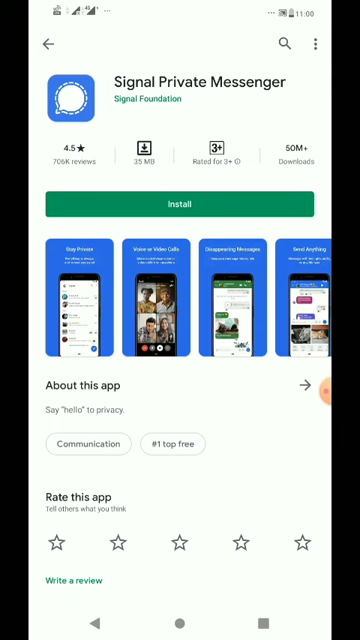 11:00
Signal Private Messenger
Signal Foundation
4.5★
3+
50M+
706K reviews
35 MB
Rated for 3+
Downloads
Install
Stay Private
Voice or Video Calls
Disappearing Messages
Send Anything
About this app
Say "hello" to privacy.
Communication
#1 top free
Rate this app
Tell others what you think
Write a review